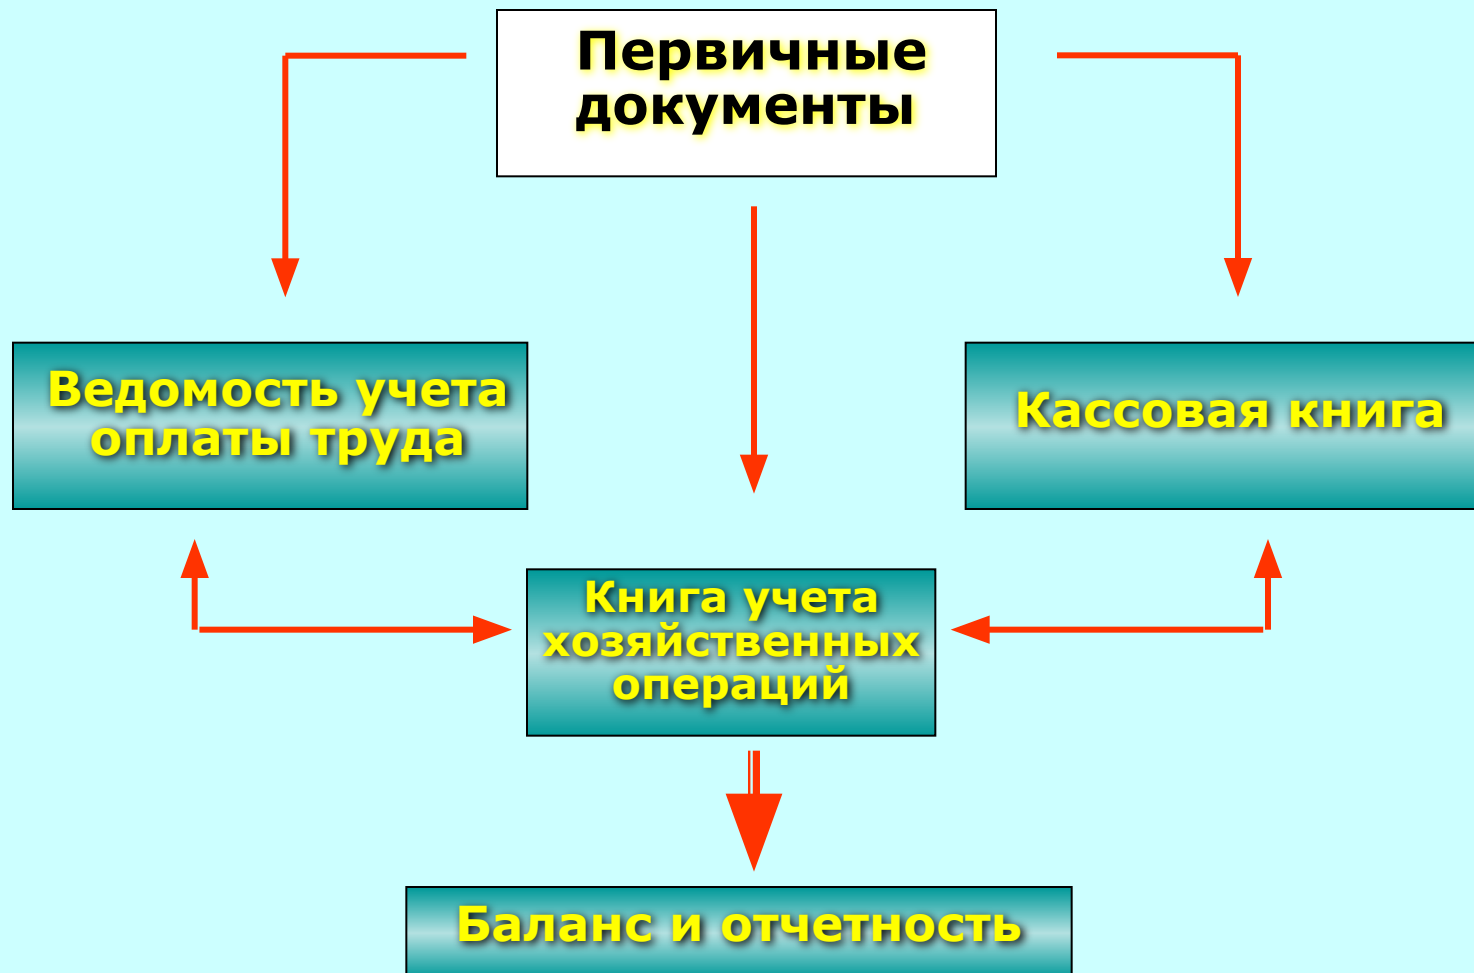 Первичные
документы
Ведомость учета
оплаты труда
Кассовая книга
Книга учета
хозяйственных
операций
Баланс и отчетность